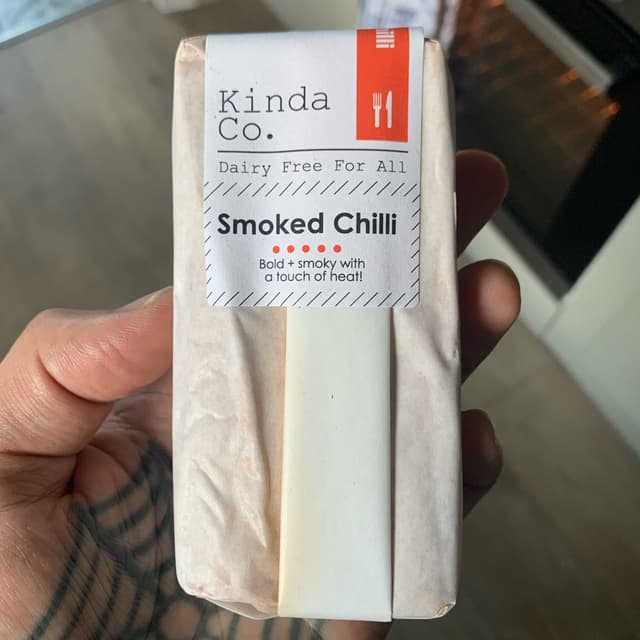 Kinda
Co.
Dairy Free For All
Smoked Chilli
Bold + smoky with
a touch of heat!